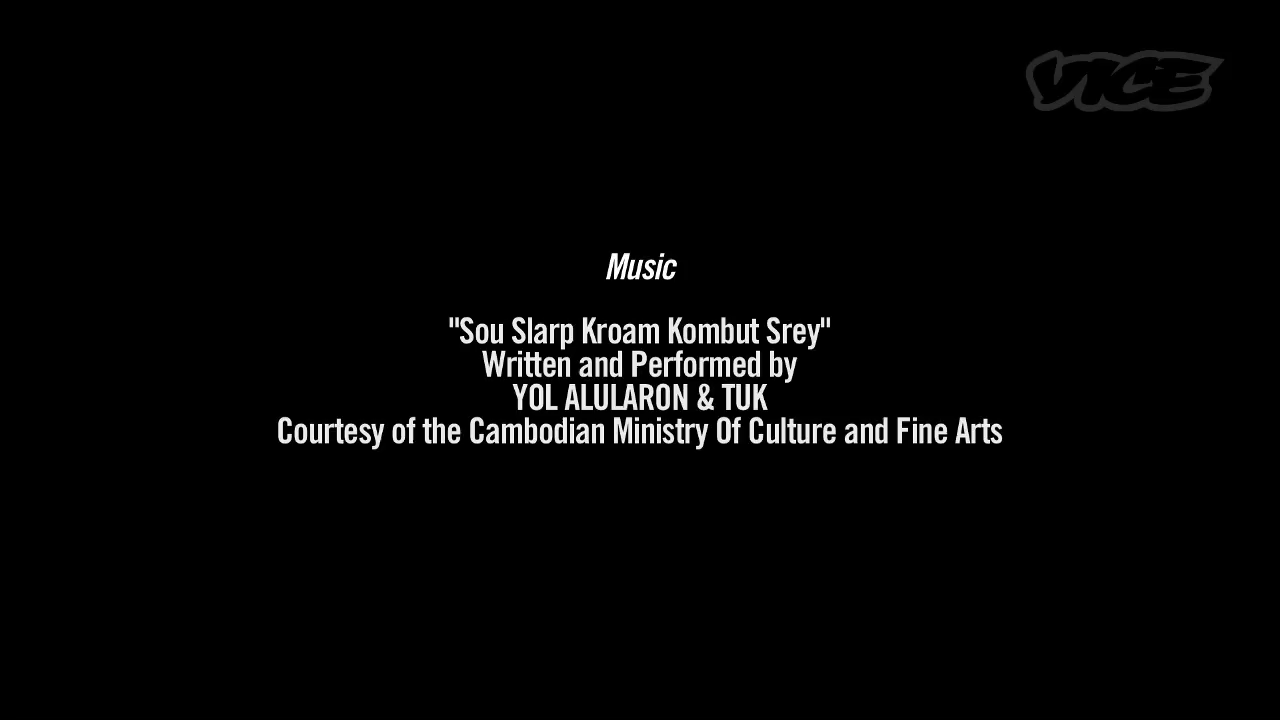 VICE
Music
"Sou Slarp Kroam Kombut Srey"
Written and Performed by
YOL ALULARON & TUK
Courtesy of the Cambodian Ministry Of Culture and Fine Arts